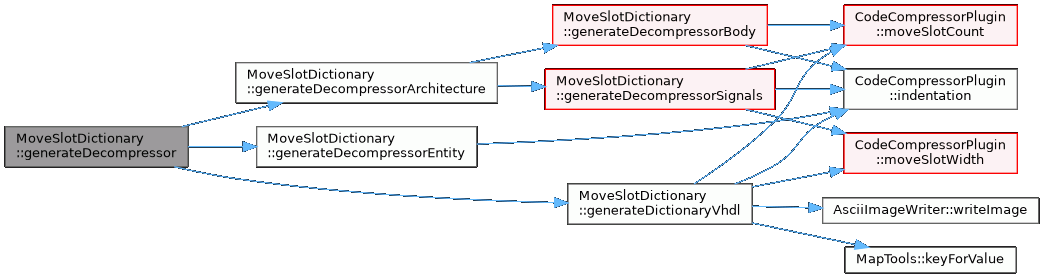 MoveSlotDictionary
::generateDecompressor
MoveSlotDictionary
::generateDecompressorArchitecture
MoveSlotDictionary
::generateDecompressorEntity
MoveSlotDictionary
::generateDecompressorBody
MoveSlotDictionary
::generateDecompressorSignals
MoveSlotDictionary
::generateDictionaryVhdl
CodeCompressorPlugin
::moveSlotCount
CodeCompressorPlugin
::indentation
CodeCompressorPlugin
::moveSlotWidth
AsciiImageWriter::writeImage
MapTools::keyForValue